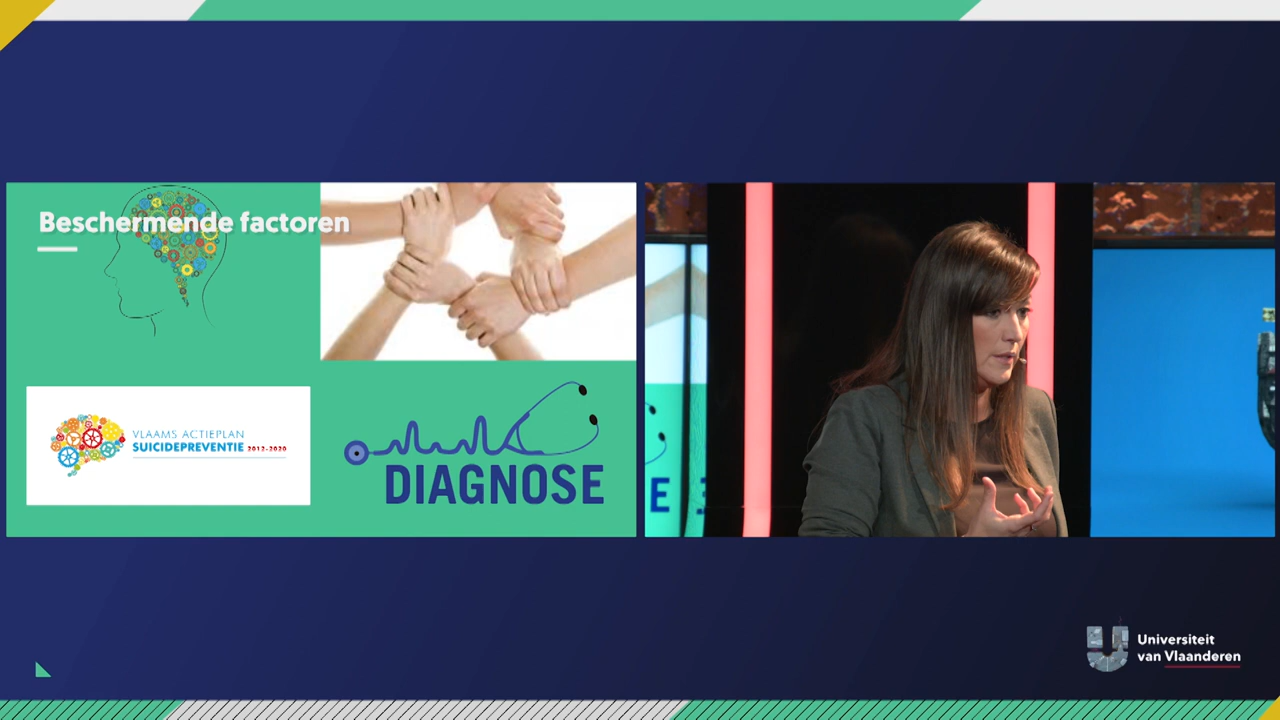 Beschermende factoren
VLAAMS ACTIEPLAN
SUICIDEPREVENTIE 2012-2020
DIAGNOSE
E
Universiteit
van Vlaanderen